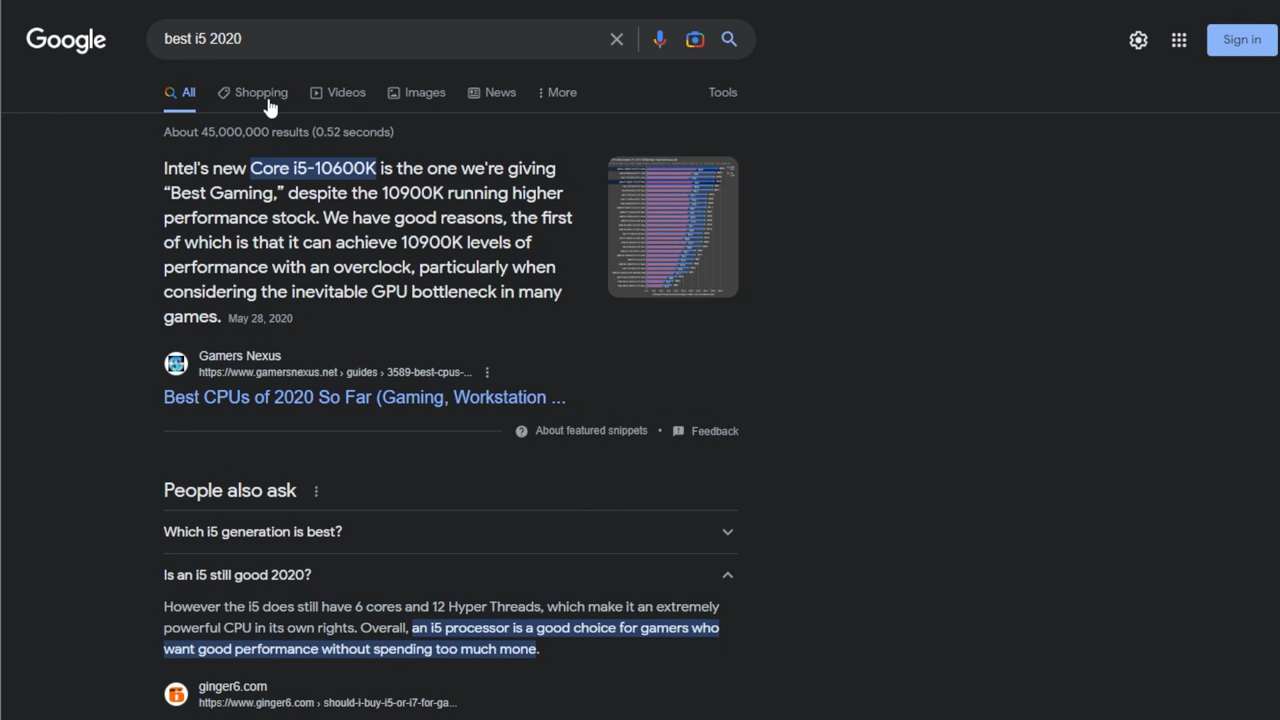 Google
best i5 2020
Sign in
All
Shopping
Videos
Images
News
More
Tools
About 45,000,000 results (0.52 seconds)
Intel's new Core i5-10600K is the one we're giving
“Best Gaming,” despite the 10900K running higher
performance stock. We have good reasons, the first
of which is that it can achieve 10900K levels of
performance with an overclock, particularly when
considering the inevitable GPU bottleneck in many
games. May 28, 2020
Gamers Nexus
https://www.gamersnexus.net › guides › 3589-best-cpus-...
Best CPUs of 2020 So Far (Gaming, Workstation ...
About featured snippets • Feedback
People also ask
Which i5 generation is best?
Is an i5 still good 2020?
However the i5 does still have 6 cores and 12 Hyper Threads, which make it an extremely
powerful CPU in its own rights. Overall, an i5 processor is a good choice for gamers who
want good performance without spending too much mone.
ginger6.com
https://www.ginger6.com › should-i-buy-i5-or-i7-for-ga...